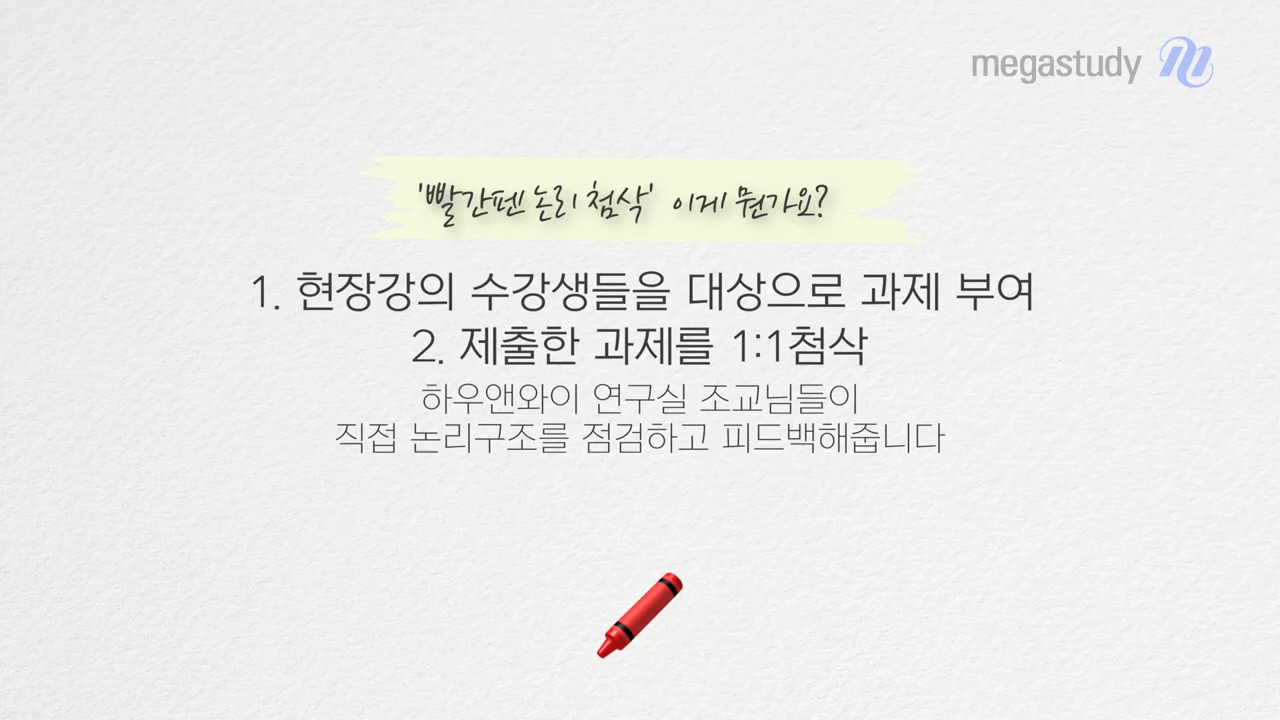 megastudy
'빨간펜 논리 첨삭' 이게 뭔가요?
1. 현장강의 수강생들을 대상으로 과제 부여
2. 제출한 과제를 1:1첨삭
하우앤와이 연구실 조교님들이
직접 논리구조를 점검하고 피드백해줍니다